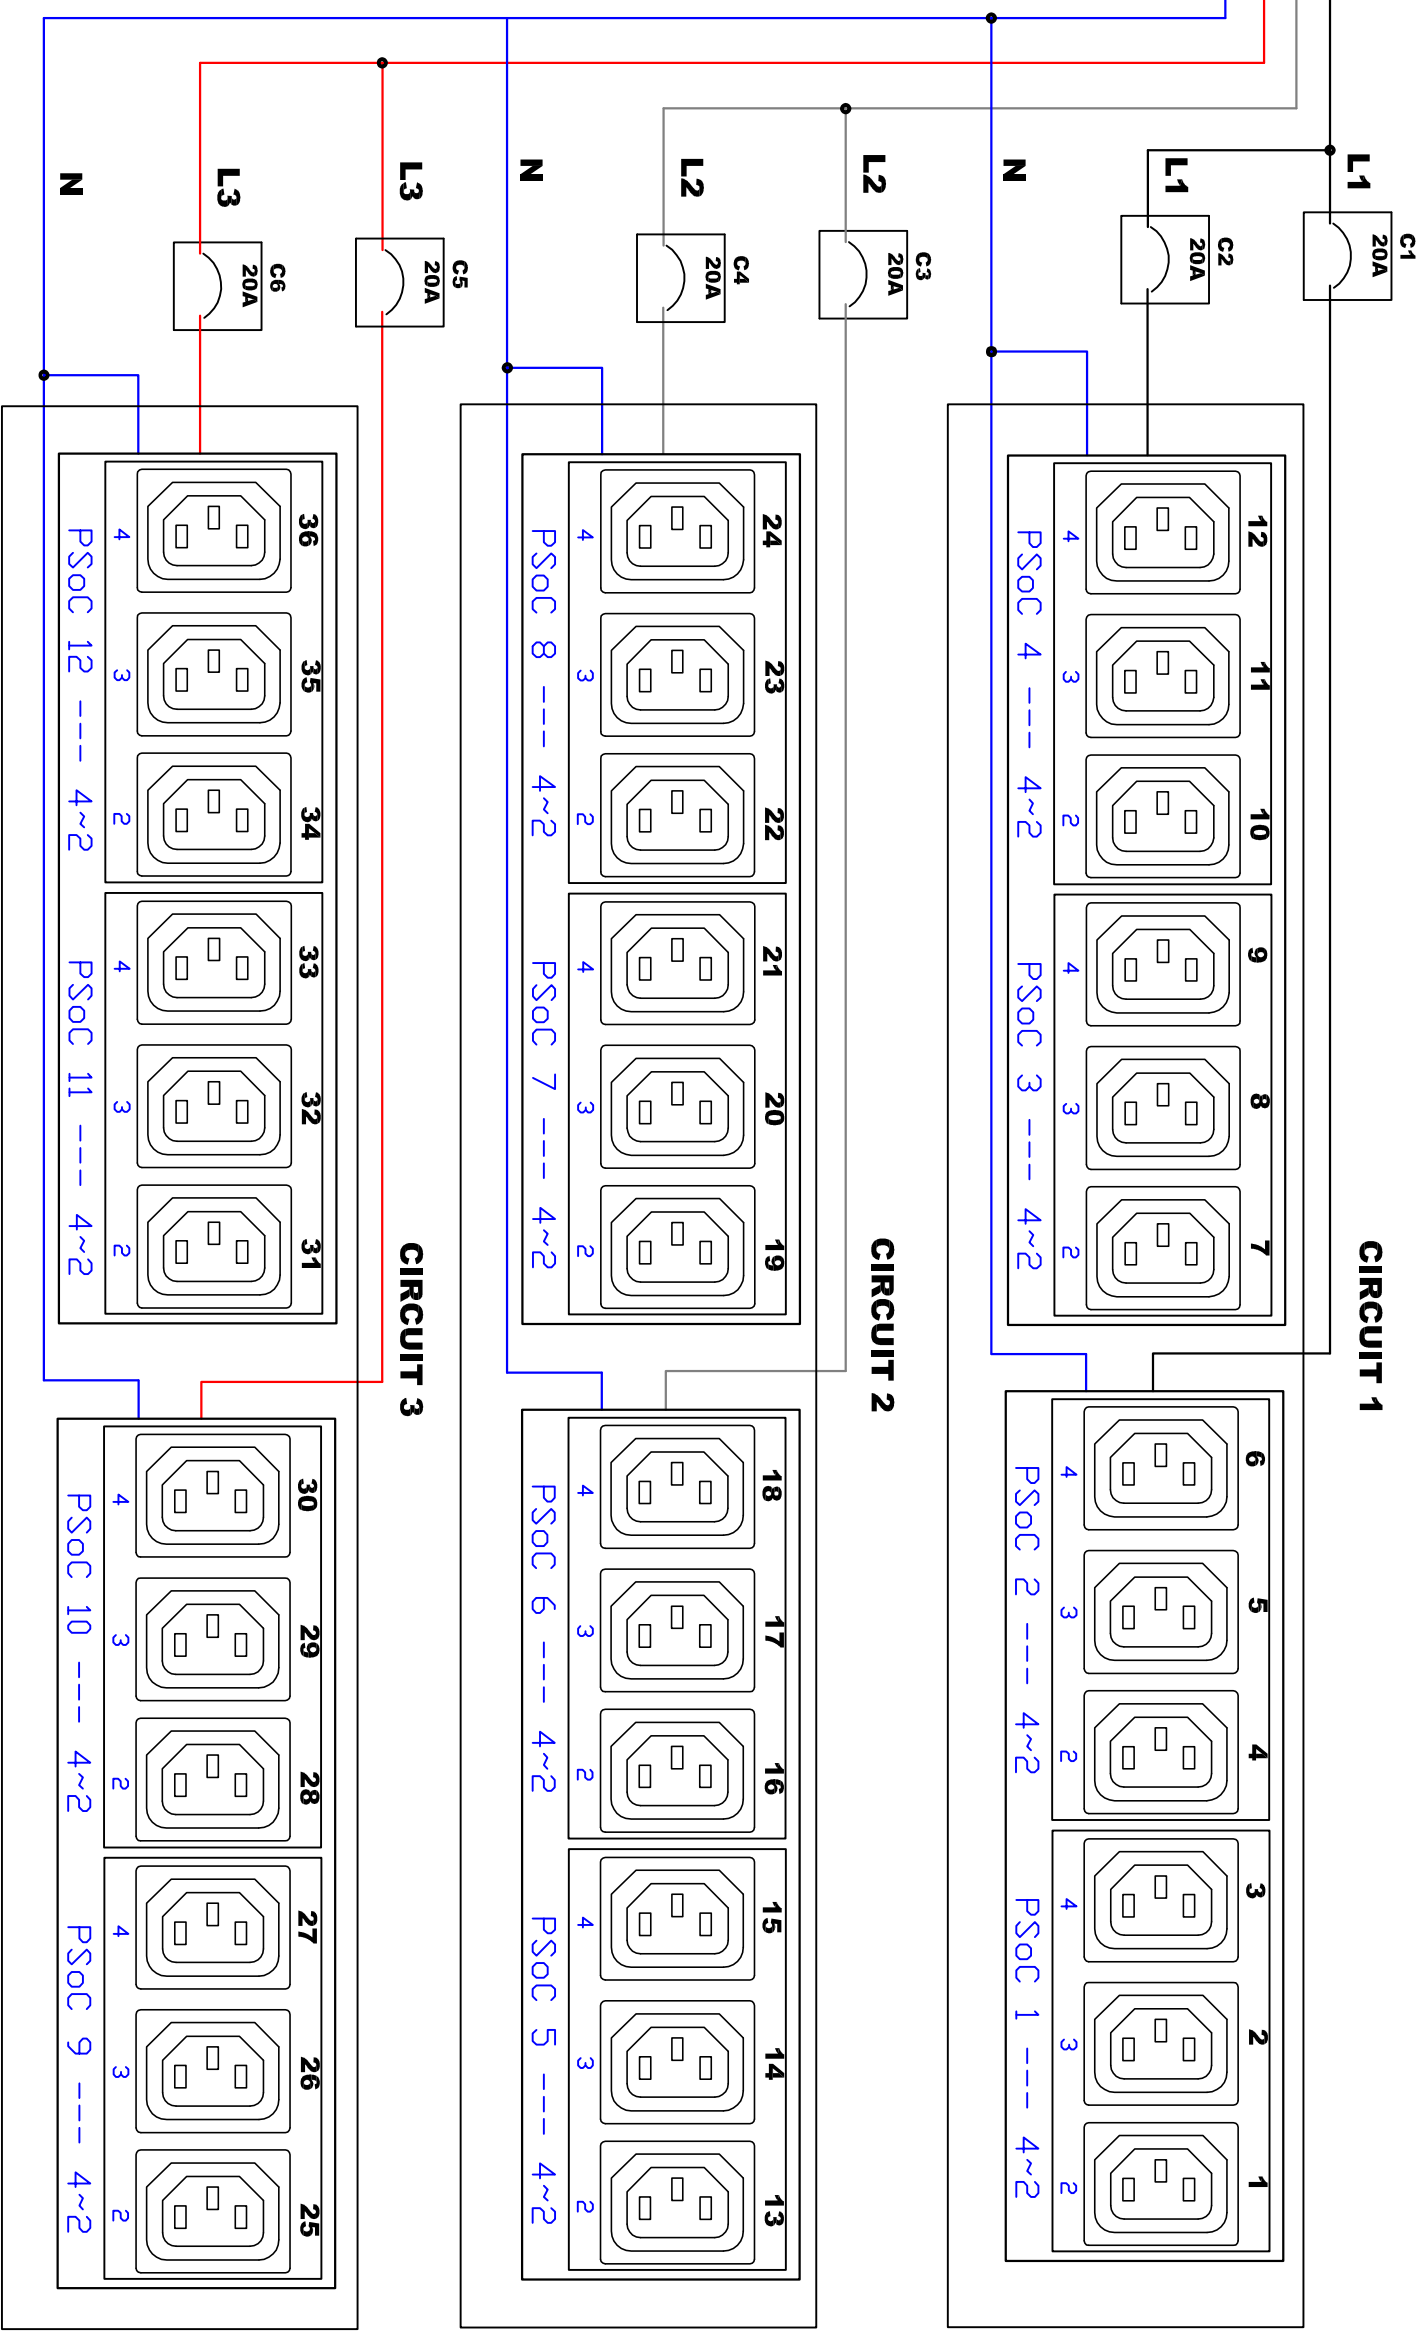 CIRCUIT 1
L1
C1
20A
L1
C2
20A
N
12
11
10
9
8
7
4
3
2
4
3
2
PSoC 4 --- 4~2
PSoC 3 --- 4~2
6
5
4
3
2
1
4
3
2
4
3
2
PSoC 2 --- 4~2
PSoC 1 --- 4~2
CIRCUIT 2
L2
C3
20A
L2
C4
20A
N
24
23
22
21
20
19
4
3
2
4
3
2
PSoC 8 --- 4~2
PSoC 7 --- 4~2
18
17
16
15
14
13
4
3
2
4
3
2
PSoC 6 --- 4~2
PSoC 5 --- 4~2
CIRCUIT 3
L3
C5
20A
L3
C6
20A
N
36
35
34
33
32
31
4
3
2
4
3
2
PSoC 12 --- 4~2
PSoC 11 --- 4~2
30
29
28
27
26
25
4
3
2
4
3
2
PSoC 10 --- 4~2
PSoC 9 --- 4~2